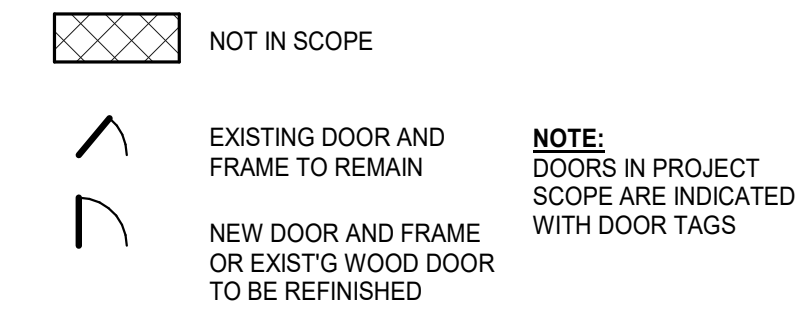 NOT IN SCOPE
EXISTING DOOR AND
FRAME TO REMAIN
NEW DOOR AND FRAME
OR EXIST'G WOOD DOOR
TO BE REFINISHED
NOTE:
DOORS IN PROJECT
SCOPE ARE INDICATED
WITH DOOR TAGS